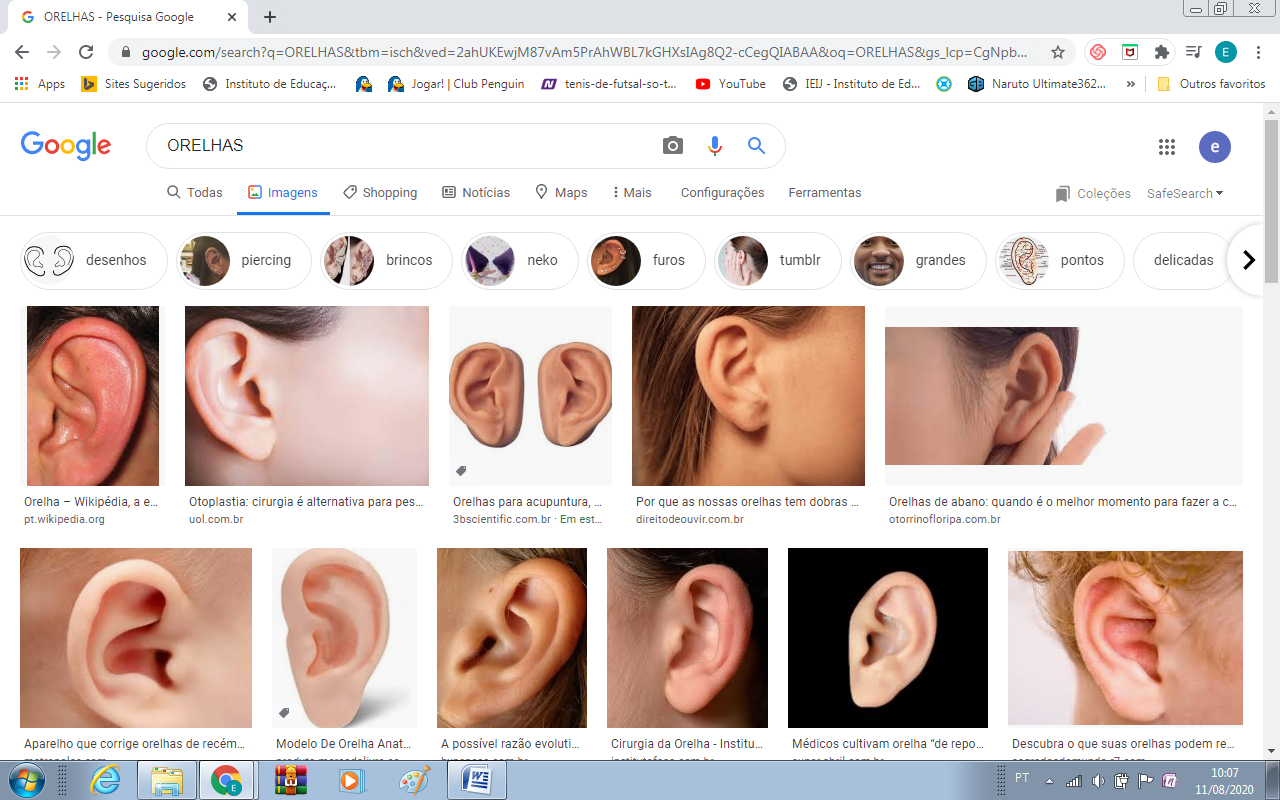 ORELHAS - Pesquisa Google
google.com/search?q=ORELHAS&tbm=isch&ved=2ahUKEwjM87vAm5PrAhWBL7kGHXsIAg8Q2-cCegQIABAA&oq=ORELHAS&gs_lcp=CgNpb...
E
Apps Sites Sugeridos Instituto de Educaç... Jogar! | Club Penguin tenis-de-futsal-so-t... YouTube IEIJ - Instituto de Ed... Naruto Ultimate362... » Outros favoritos
Google ORELHAS e
Todas Imagens Shopping Notícias Maps Mais Configurações Ferramentas Coleções SafeSearch
desenhos piercing brincos neko furos tumblr grandes pontos delicadas
Orelha – Wikipédia, a e... Otoplastia: cirurgia é alternativa para pes... Orelhas para acupuntura, ... Por que as nossas orelhas tem dobras ... Orelhas de abano: quando é o melhor momento para fazer a c...
pt.wikipedia.org uol.com.br 3bscientific.com.br · Em est... direitodeouvir.com.br otorrinofloripa.com.br
Aparelho que corrige orelhas de recém... Modelo De Orelha Anat... A possível razão evoluti... Cirurgia da Orelha - Institu... Médicos cultivam orelha “de repo... Descubra o que suas orelhas podem re...
PT 10:07
11/08/2020